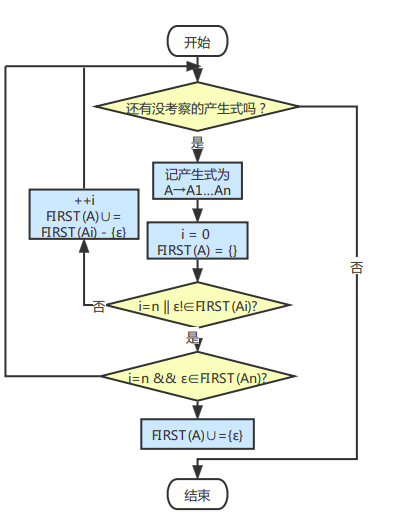 开始
还有没考察的产生式吗？
是
记产生式为
A→A1...An
++i
FIRST(A)∪=
FIRST(Ai) - {ε}
i = 0
FIRST(A) = {}
否
否
i=n || ε!∈FIRST(Ai)?
是
i=n && ε∈FIRST(An)?
FIRST(A)∪={ε}
结束